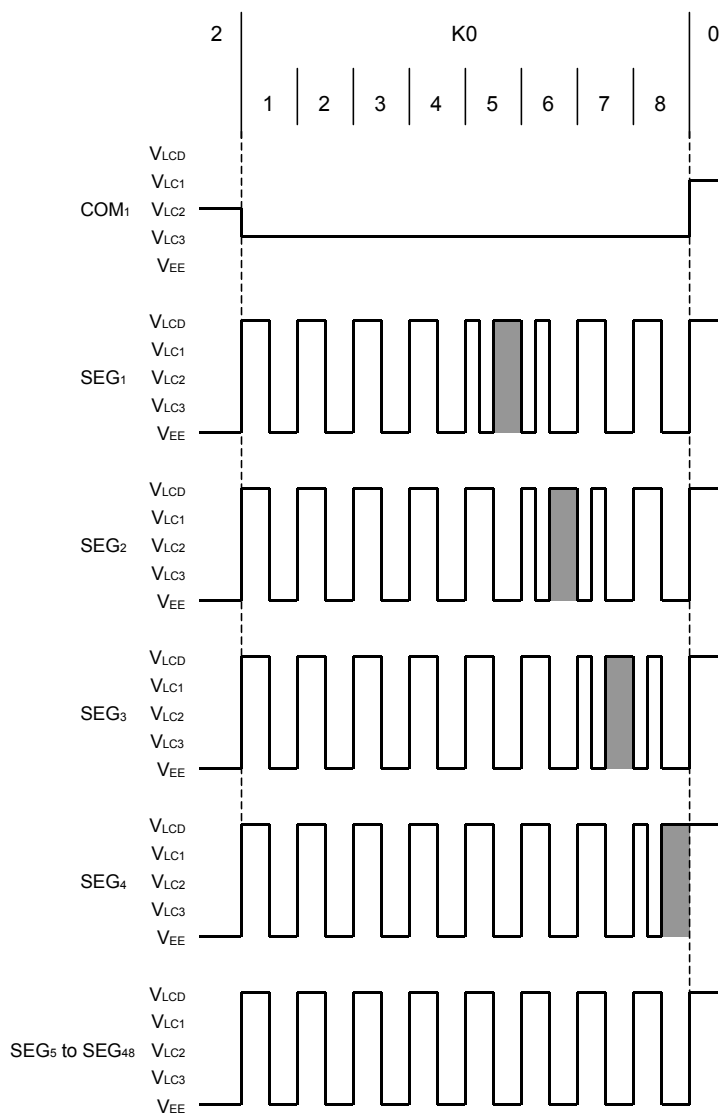 2 K0 0
1 2 3 4 5 6 7 8
VLCD
VLC1
COM1 VLC2
VLC3
VEE
VLCD
VLC1
SEG1 VLC2
VLC3
VEE
VLCD
VLC1
SEG2 VLC2
VLC3
VEE
VLCD
VLC1
SEG3 VLC2
VLC3
VEE
VLCD
VLC1
SEG4 VLC2
VLC3
VEE
VLCD
VLC1
SEG5 to SEG48 VLC2
VLC3
VEE